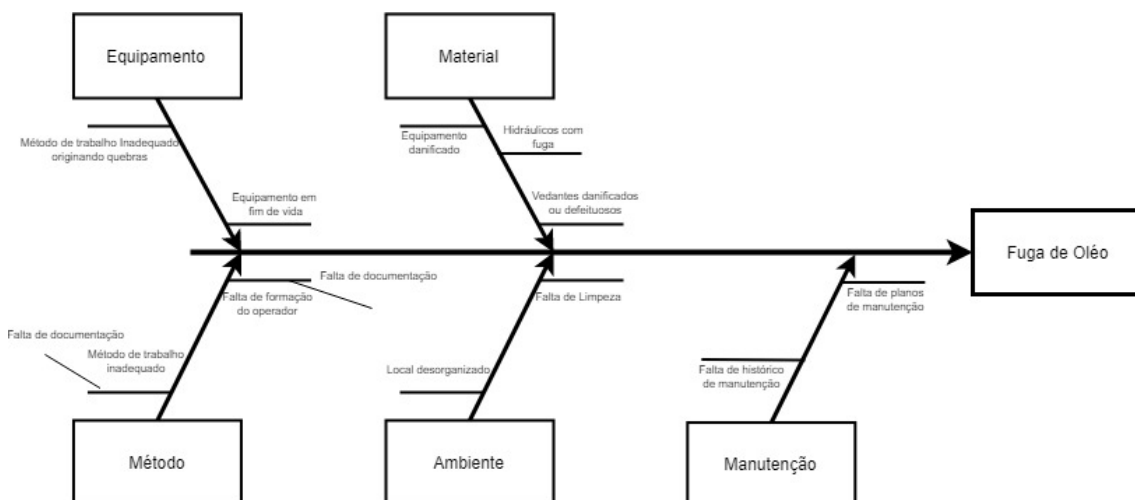 Equipamento
Material
Método de trabalho Inadequado
originando quebras
Equipamento
danificado
Hidráulicos com
fuga
Equipamento em
fim de vida
Vedantes danificados
ou defeituosos
Fuga de Oléo
Falta de documentação
Falta de formação
do operador
Falta de Limpeza
Falta de planos
de manutenção
Falta de documentação
Método de trabalho
inadequado
Local desorganizado
Falta de histórico
de manutenção
Método
Ambiente
Manutenção